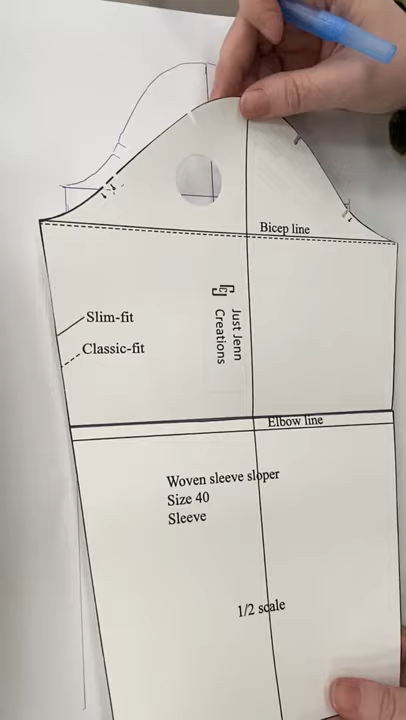 Bicep line
Slim-fit
Classic-fit
Just Jenn
Creations
Elbow line
Woven sleeve sloper
Size 40
Sleeve
1/2 scale